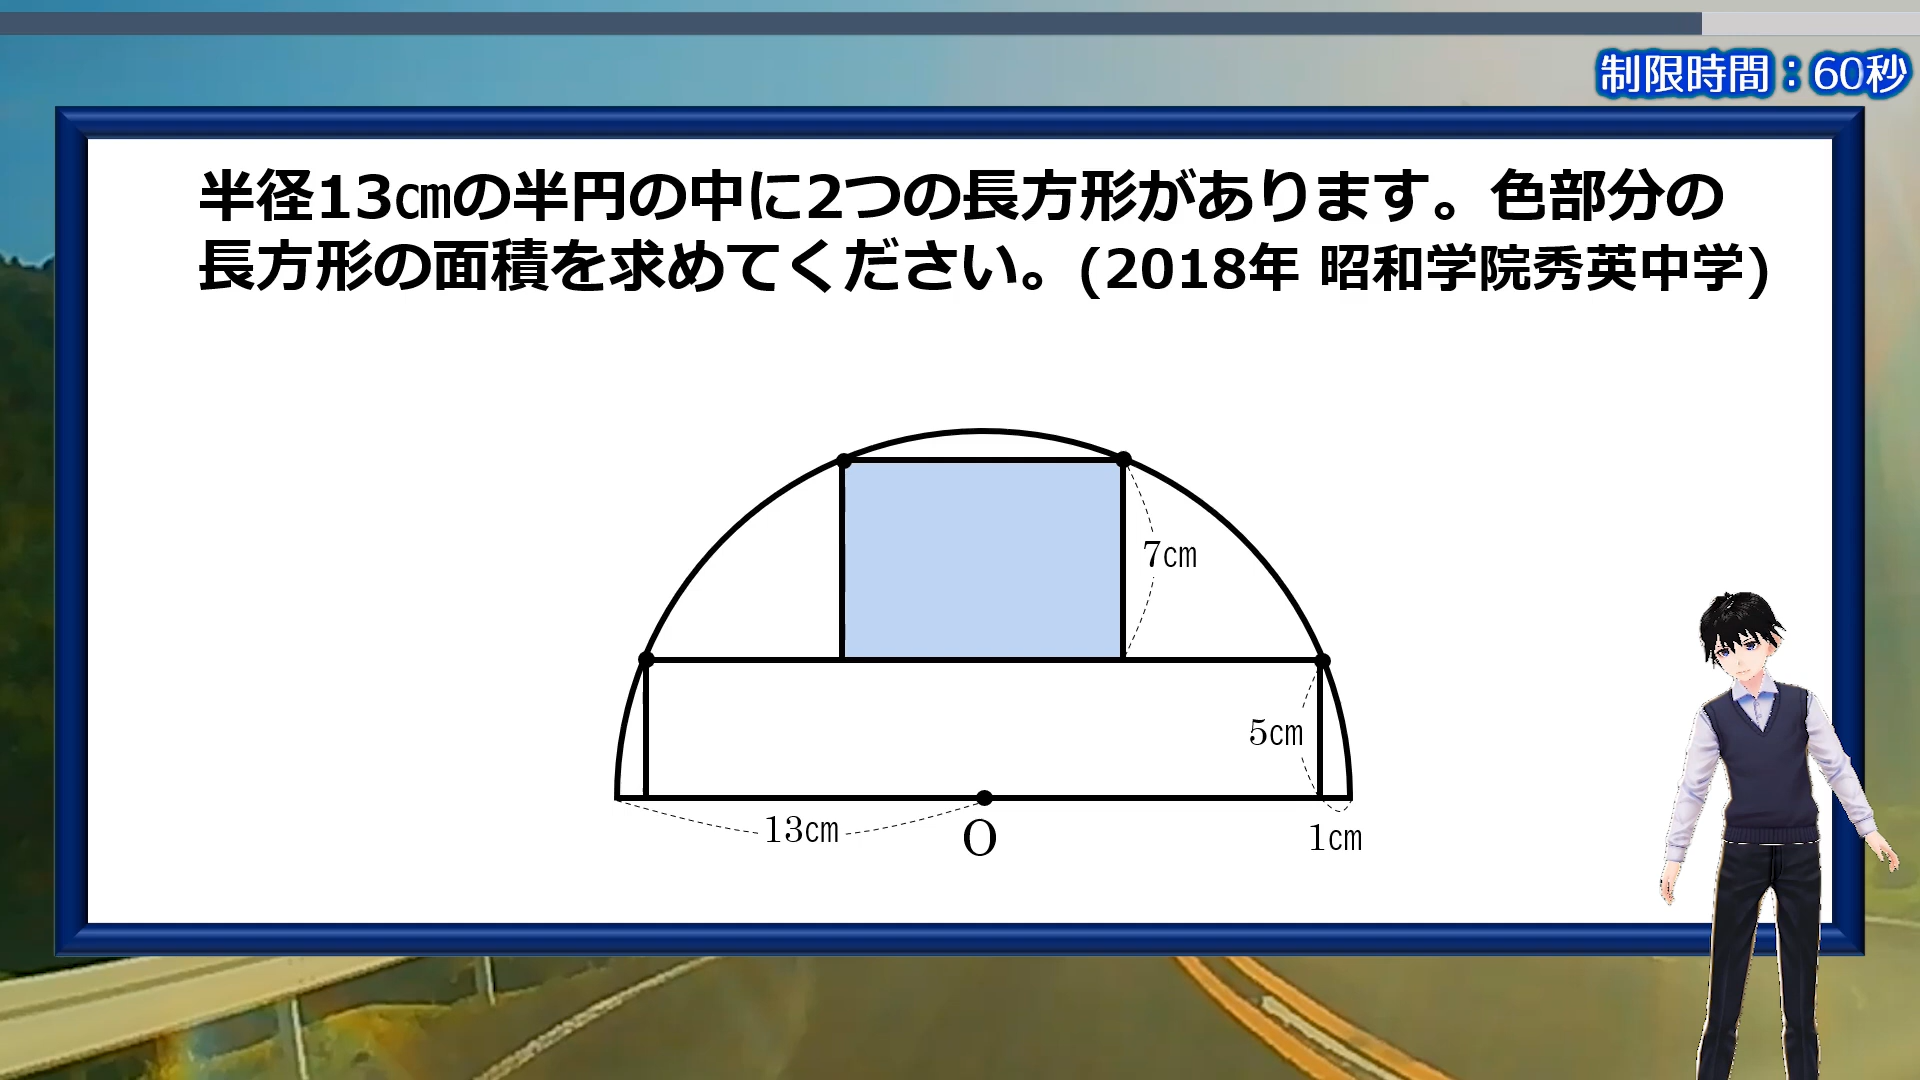 制限時間：60秒
半径13㎝の半円の中に2つの長方形があります。色部分の
長方形の面積を求めてください。(2018年 昭和学院秀英中学)
7㎝
5㎝
13㎝
O
1㎝